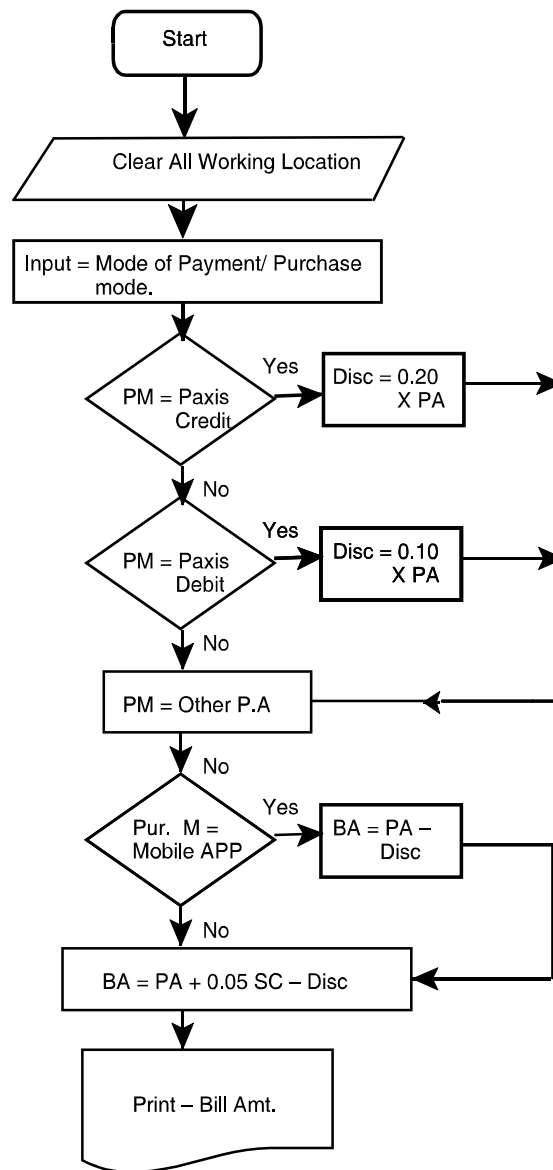 Start
Clear All Working Location
Input = Mode of Payment/ Purchase
mode.
PM = Paxis
Credit
Yes
Disc = 0.20
X PA
No
PM = Paxis
Debit
Yes
Disc = 0.10
X PA
No
PM = Other P.A
No
Pur. M =
Mobile APP
Yes
BA = PA –
Disc
No
BA = PA + 0.05 SC – Disc
Print – Bill Amt.